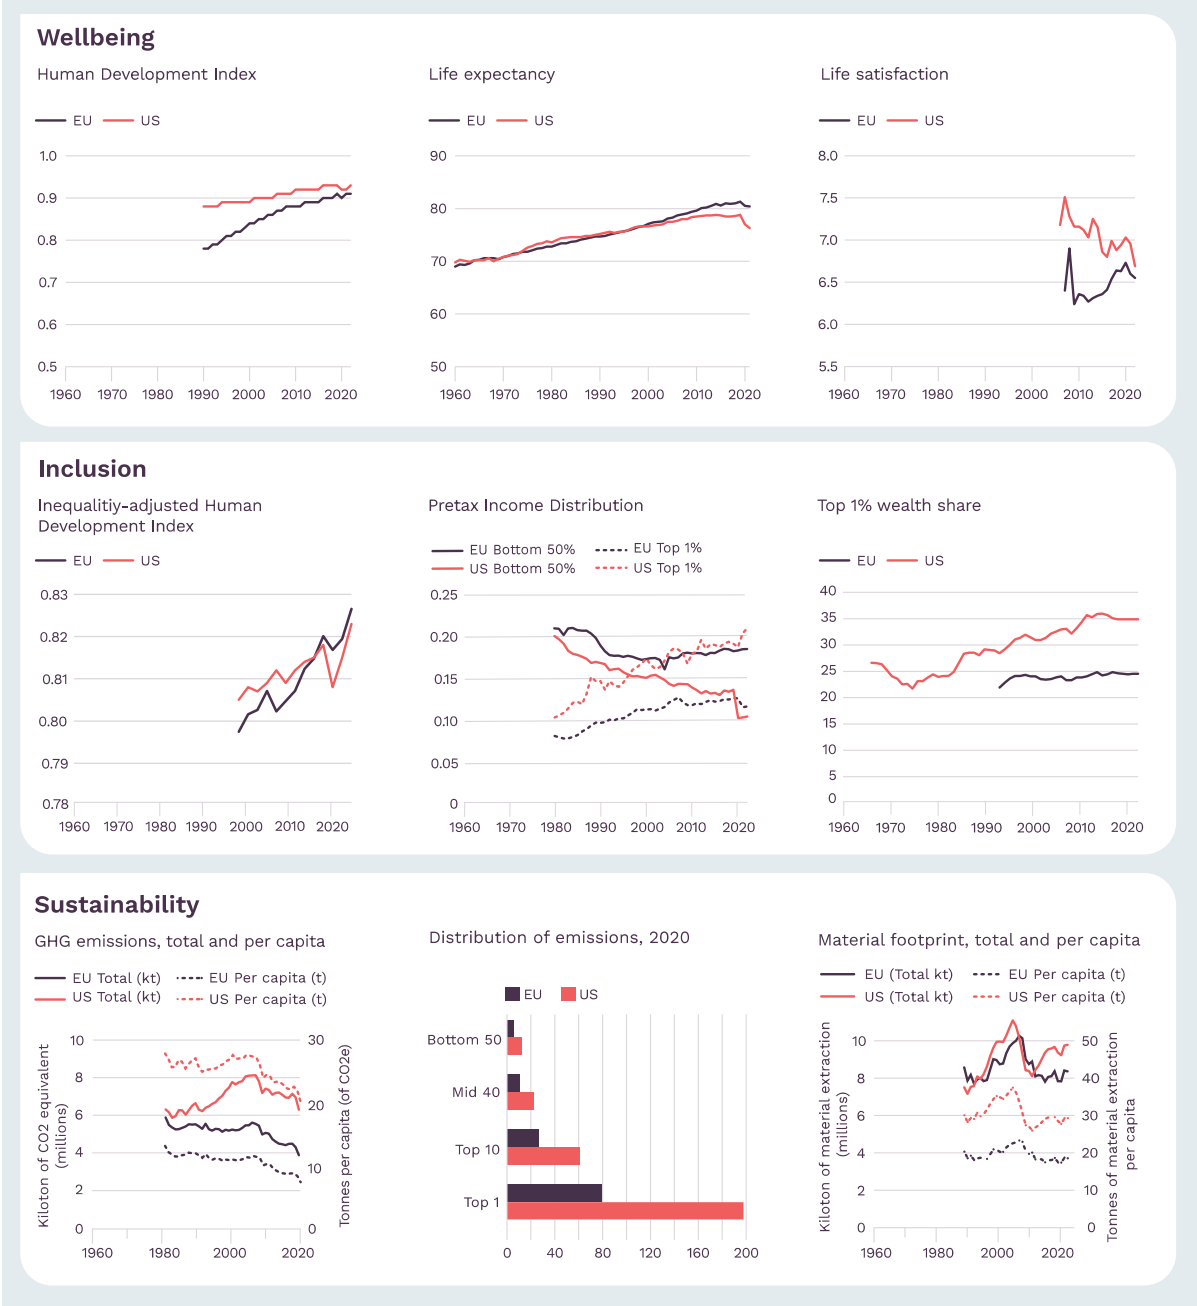 Wellbeing
Human Development Index
EU US
1.0
0.9
0.8
0.7
0.6
0.5
1960 1970 1980 1990 2000 2010 2020
Life expectancy
EU US
90
80
70
60
50
1960 1970 1980 1990 2000 2010 2020
Life satisfaction
EU US
8.0
7.5
7.0
6.5
6.0
5.5
1960 1970 1980 1990 2000 2010 2020
Inclusion
Inequalitiy-adjusted Human
Development Index
EU US
0.83
0.82
0.81
0.80
0.79
0.78
1960 1970 1980 1990 2000 2010 2020
Pretax Income Distribution
EU Bottom 50% EU Top 1%
US Bottom 50% US Top 1%
0.25
0.20
0.15
0.10
0.05
0
1960 1970 1980 1990 2000 2010 2020
Top 1% wealth share
EU US
40
35
30
25
20
15
10
5
0
1960 1970 1980 1990 2000 2010 2020
Sustainability
GHG emissions, total and per capita
EU Total (kt) EU Per capita (t)
US Total (kt) US Per capita (t)
Kiloton of CO2 equivalent
(millions)
10
8
6
4
2
0
30
20
10
0
Tonnes per capita (of CO2e)
1960 1980 2000 2020
Distribution of emissions, 2020
EU US
Bottom 50
Mid 40
Top 10
Top 1
0 40 80 120 160 200
Material footprint, total and per capita
EU (Total kt) EU Per capita (t)
US (Total kt) US Per capita (t)
Kiloton of material extraction
(millions)
10
8
6
4
2
0
50
40
30
20
10
0
Tonnes of material extraction
per capita
1960 1980 2000 2020